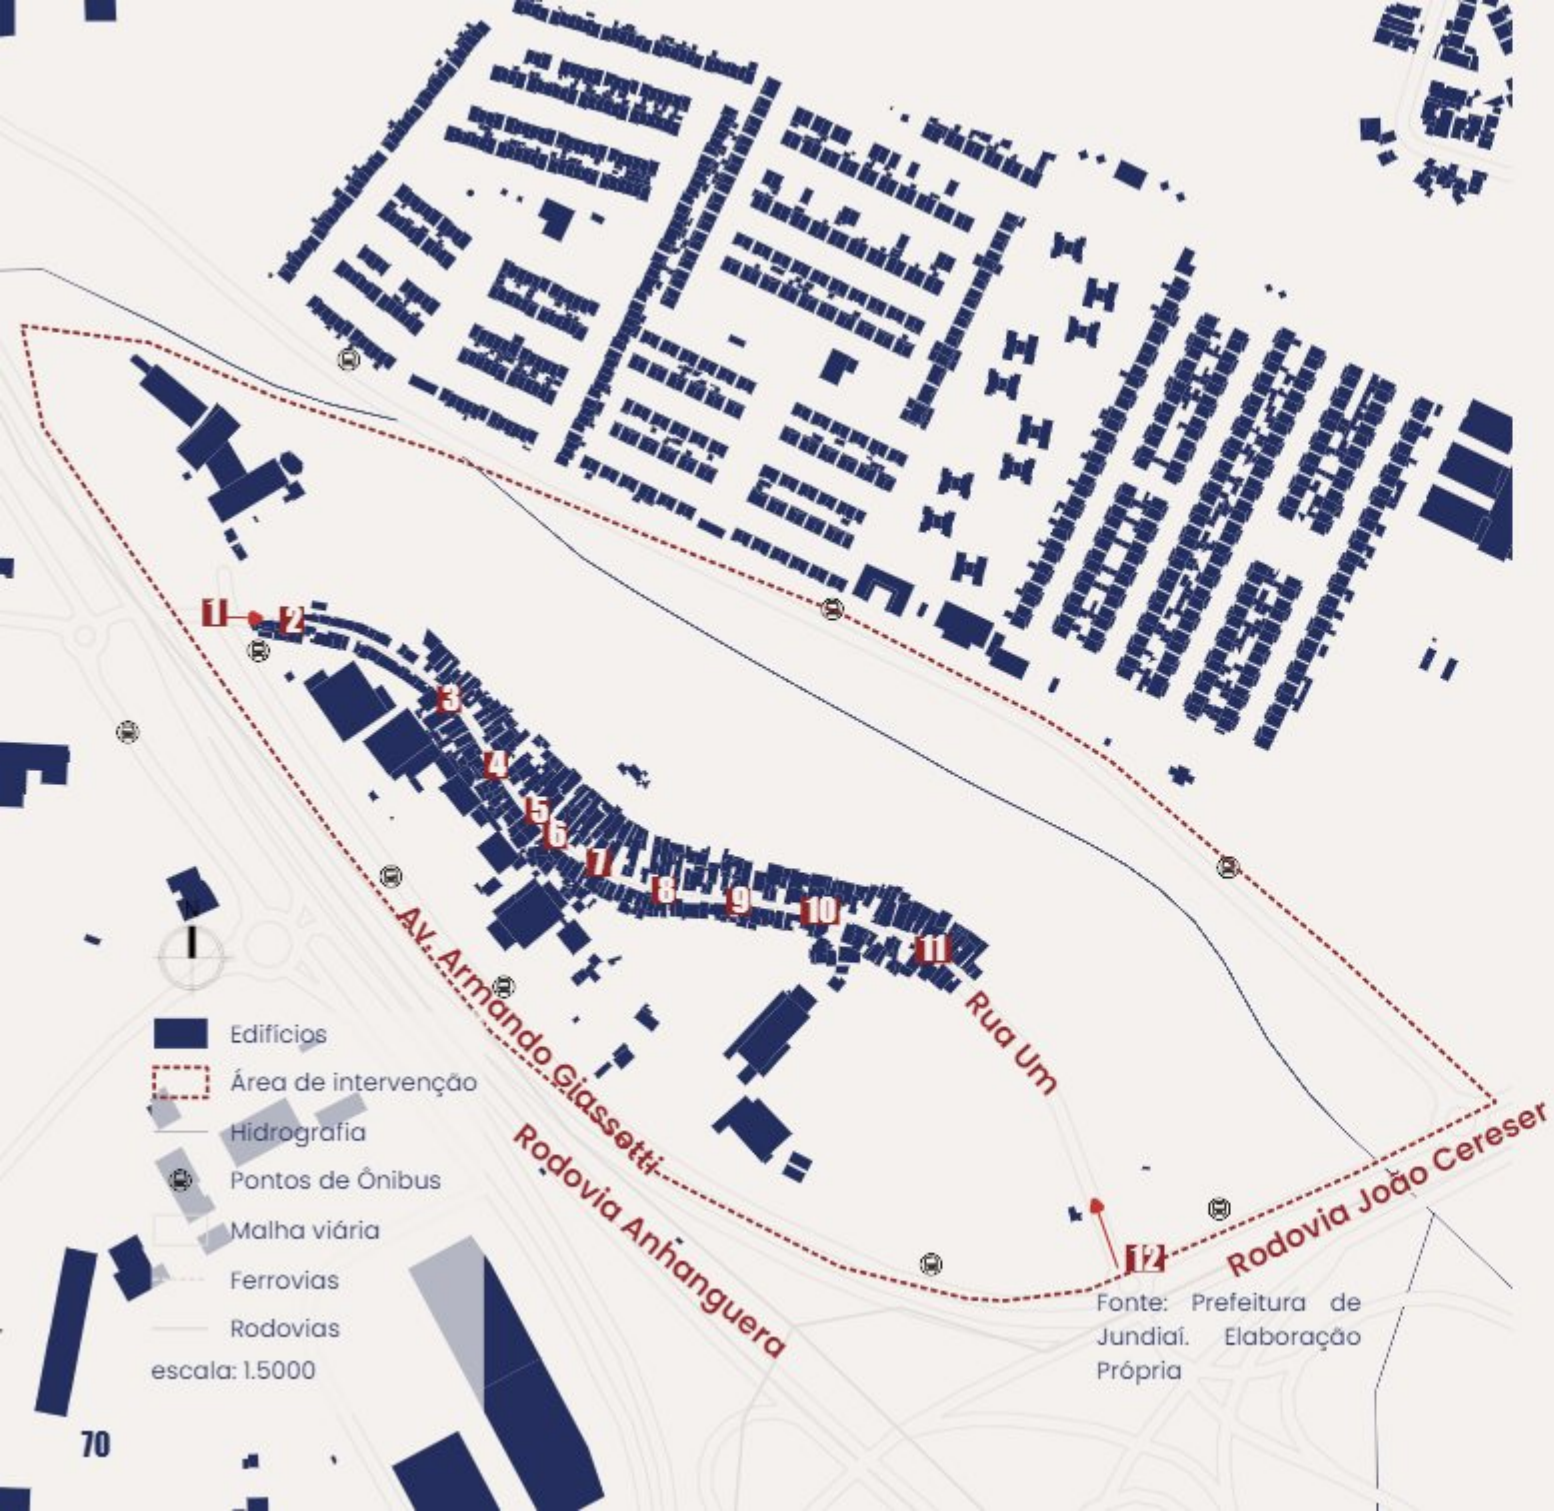 1
2
3
4
5
6
7
8
9
10
11
Av. Armando Giassetti
Rua Um
N
Edifícios
Área de intervenção
Hidrografia
Pontos de Ônibus
Malha viária
Ferrovias
Rodovias
escala: 1.5000
Rodovia Anhanguera
Rodovia João Cereser
12
Fonte: Prefeitura de
Jundiaí. Elaboração
Própria
70